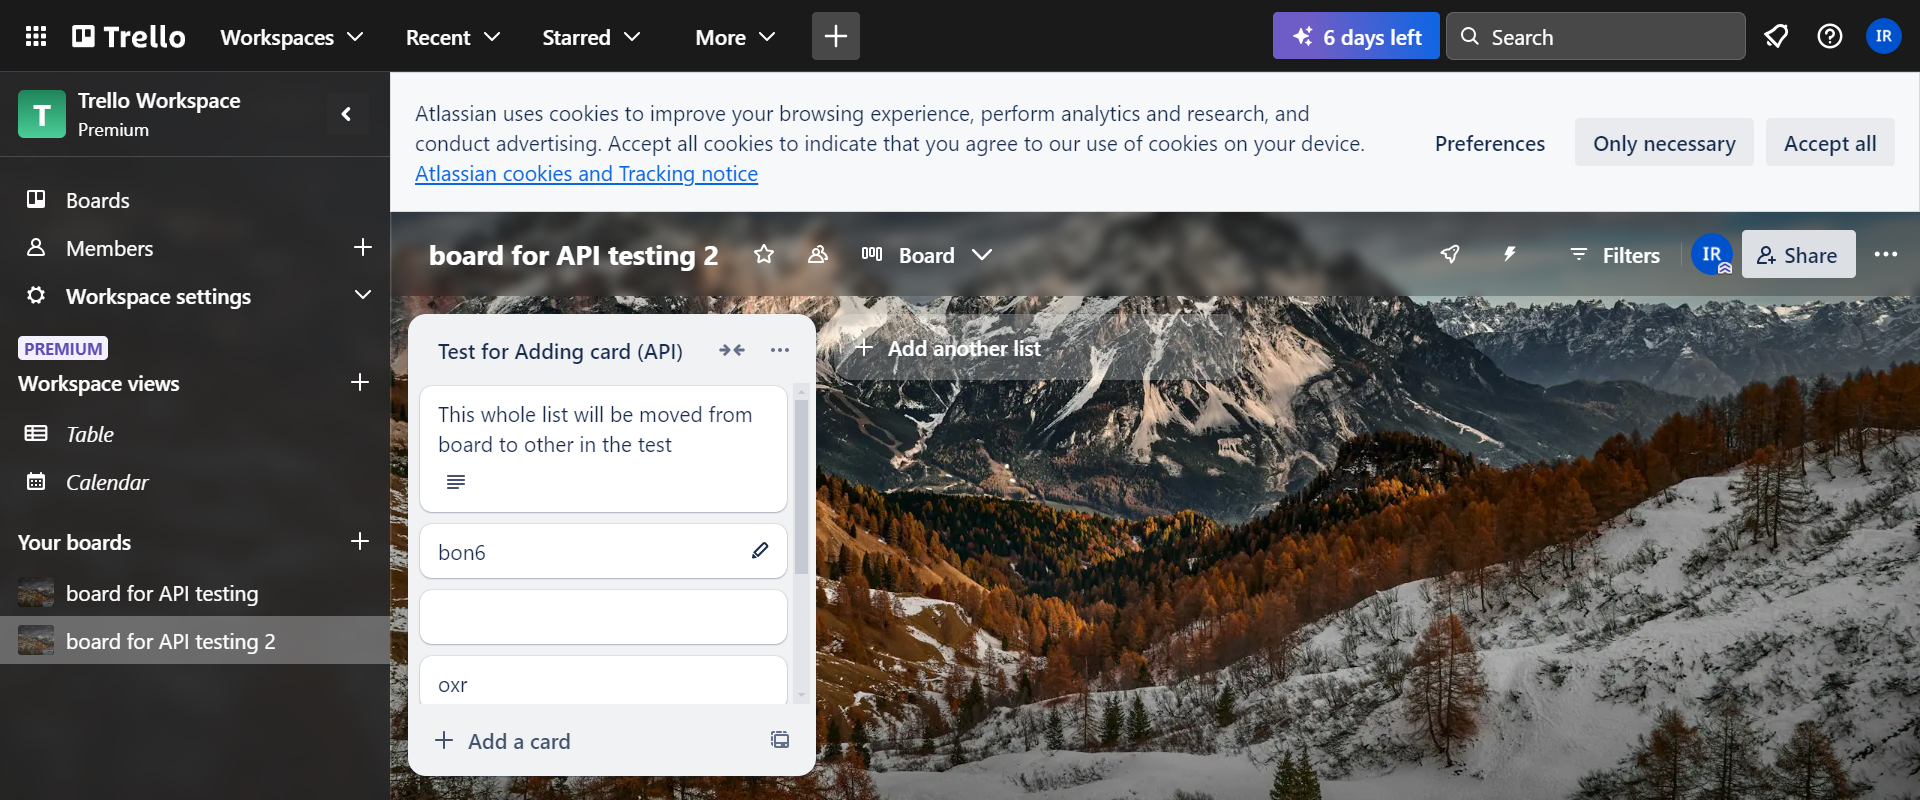 Trello
Workspaces
Recent
Starred
More
6 days left
Search
IR
T
Trello Workspace
Premium
Boards
Members
Workspace settings
PREMIUM
Workspace views
Table
Calendar
Your boards
board for API testing
board for API testing 2
Atlassian uses cookies to improve your browsing experience, perform analytics and research, and
conduct advertising. Accept all cookies to indicate that you agree to our use of cookies on your device.
Atlassian cookies and Tracking notice
Preferences
Only necessary
Accept all
board for API testing 2
Board
Filters
IR
Share
Test for Adding card (API)
This whole list will be moved from
board to other in the test
bon6
oxr
Add a card
Add another list